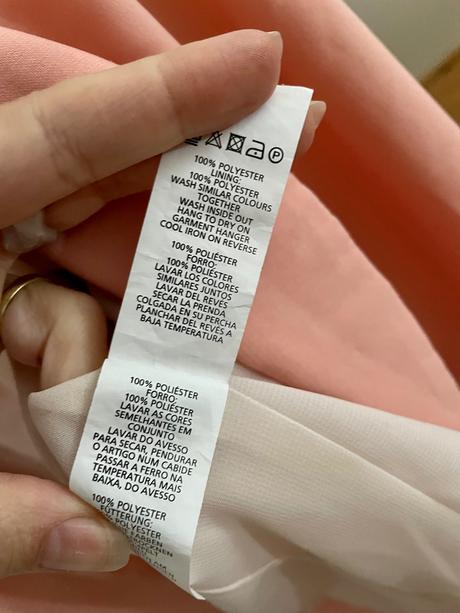 P
100% POLYESTER
LINING:
100% POLYESTER
WASH SIMILAR COLOURS
TOGETHER
WASH INSIDE OUT
HANG TO DRY ON
GARMENT HANGER
COOL IRON ON REVERSE
100% POLIÉSTER
FORRO:
100% POLIÉSTER
LAVAR LOS COLORES
SIMILARES JUNTOS
LAVAR DEL REVÉS
SECAR LA PRENDA
COLGADA EN SU PERCHA
PLANCHAR DEL REVÉS A
BAJA TEMPERATURA
100% POLIÉSTER
FORRO:
100% POLIÉSTER
LAVAR AS CORES
SEMELHANTES EM
CONJUNTO
LAVAR DO AVESSO
PARA SECAR, PENDURAR
O ARTIGO NUM CABIDE
PASSAR A FERRO NA
TEMPERATURA MAIS
BAIXA, DO AVESSO
100% POLYESTER
FÜTTERUNG:
POLYESTER
FARBEN